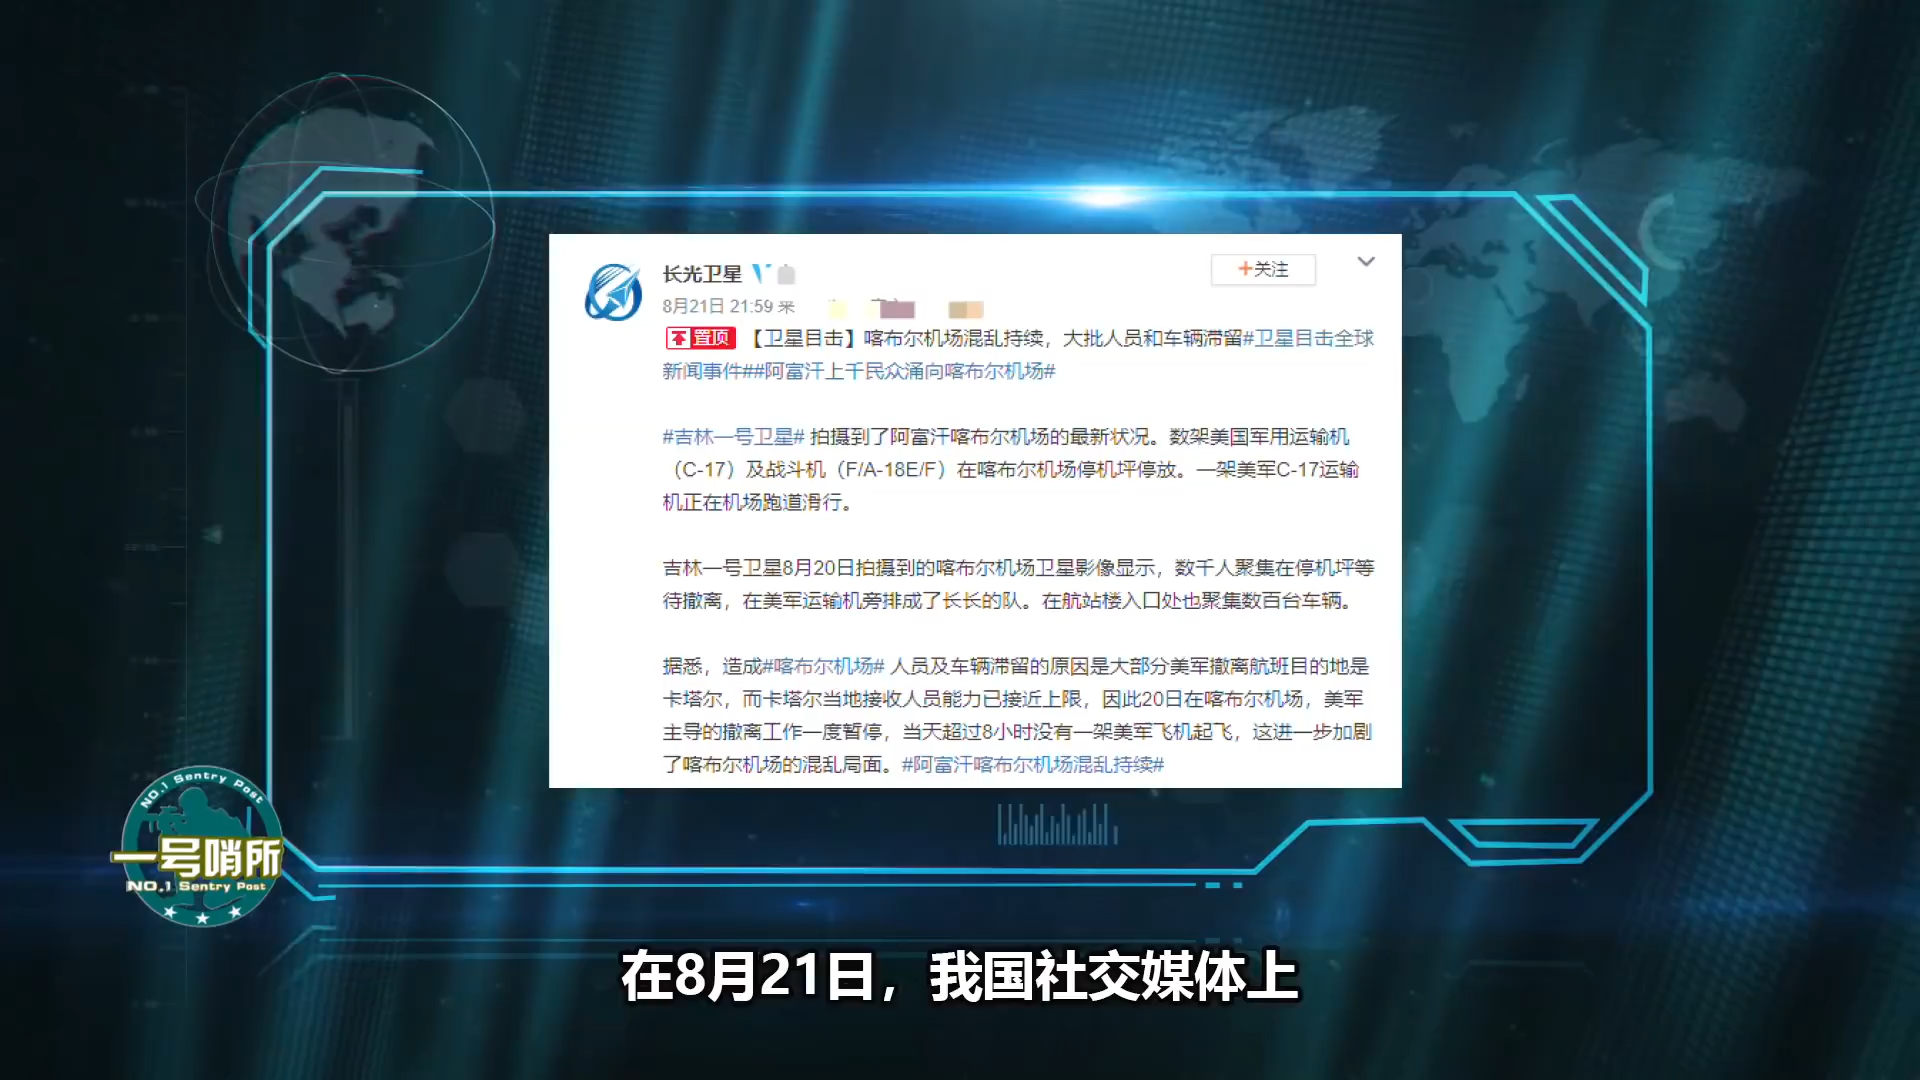 长光卫星
8月21日 21:59 来
+关注
置顶 【卫星目击】喀布尔机场混乱持续，大批人员和车辆滞留#卫星目击全球
新闻事件##阿富汗上千民众涌向喀布尔机场#
#吉林一号卫星# 拍摄到了阿富汗喀布尔机场的最新状况。数架美国军用运输机
（C-17）及战斗机（F/A-18E/F）在喀布尔机场停机坪停放。一架美军C-17运输
机正在机场跑道滑行。
吉林一号卫星8月20日拍摄到的喀布尔机场卫星影像显示，数千人聚集在停机坪等
待撤离，在美军运输机旁排成了长长的队。在航站楼入口处也聚集数百台车辆。
据悉，造成#喀布尔机场# 人员及车辆滞留的原因是大部分美军撤离航班目的地是
卡塔尔，而卡塔尔当地接收人员能力已接近上限，因此20日在喀布尔机场，美军
主导的撤离工作一度暂停，当天超过8小时没有一架美军飞机起飞，这进一步加剧
了喀布尔机场的混乱局面。#阿富汗喀布尔机场混乱持续#
NO.1 Sentry Post
一号哨所
NO.1 Sentry Post
在8月21日，我国社交媒体上